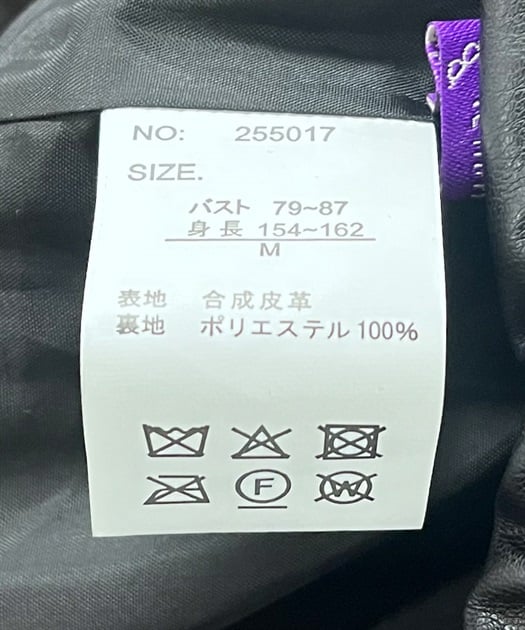 NO: 255017
SIZE.
バスト 79~87
身長 154~162
M
表地 合成皮革
裏地 ポリエステル 100%
F
W